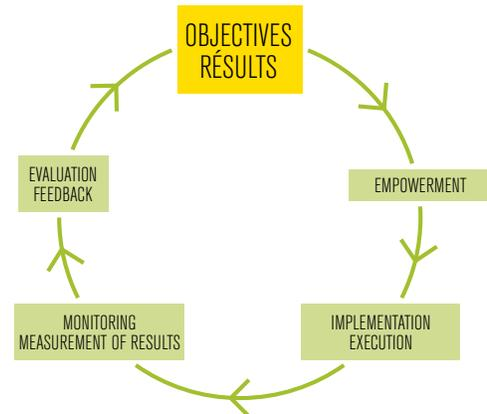 OBJECTIVES
RÉSULTS
EMPOWERMENT
IMPLEMENTATION
EXECUTION
MONITORING
MEASUREMENT OF RESULTS
EVALUATION
FEEDBACK